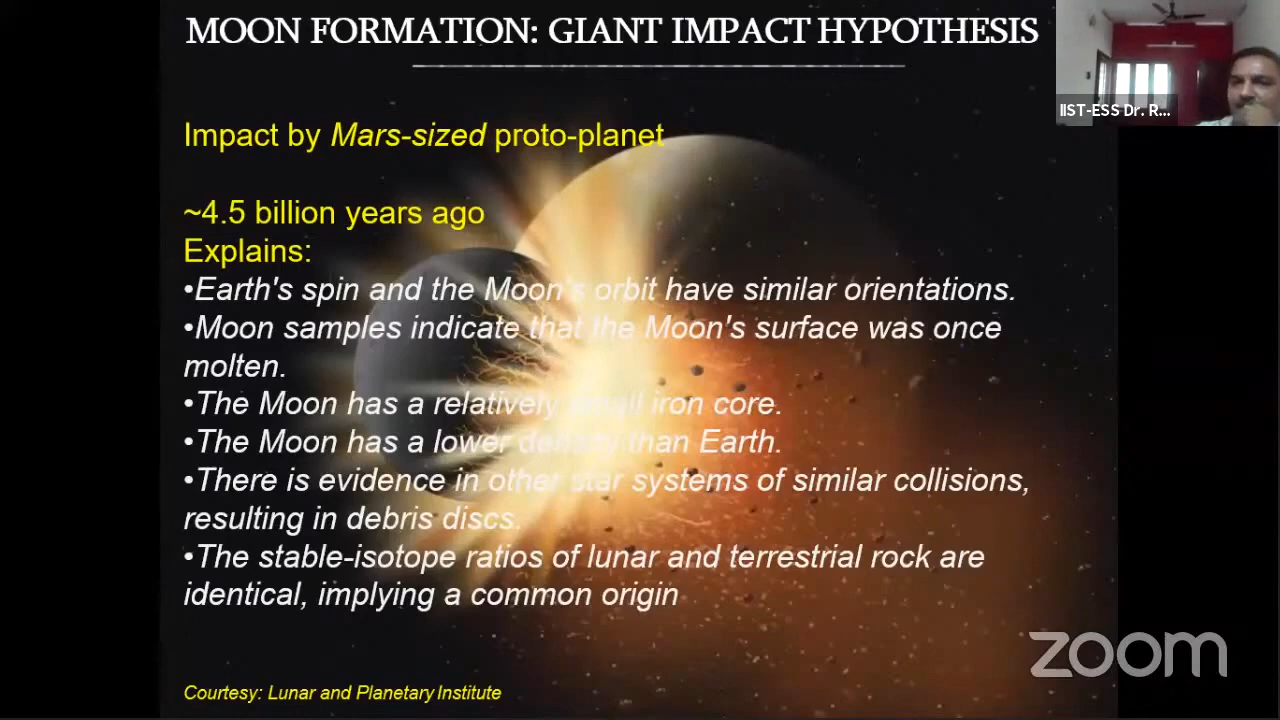 MOON FORMATION: GIANT IMPACT HYPOTHESIS
IIST-ESS Dr. R...
Impact by Mars-sized proto-planet
~4.5 billion years ago
Explains:
•Earth's spin and the Moon's orbit have similar orientations.
•Moon samples indicate that the Moon's surface was once
molten.
•The Moon has a relatively small iron core.
•The Moon has a lower density than Earth.
•There is evidence in other star systems of similar collisions,
resulting in debris discs.
•The stable-isotope ratios of lunar and terrestrial rock are
identical, implying a common origin
zoom
Courtesy: Lunar and Planetary Institute